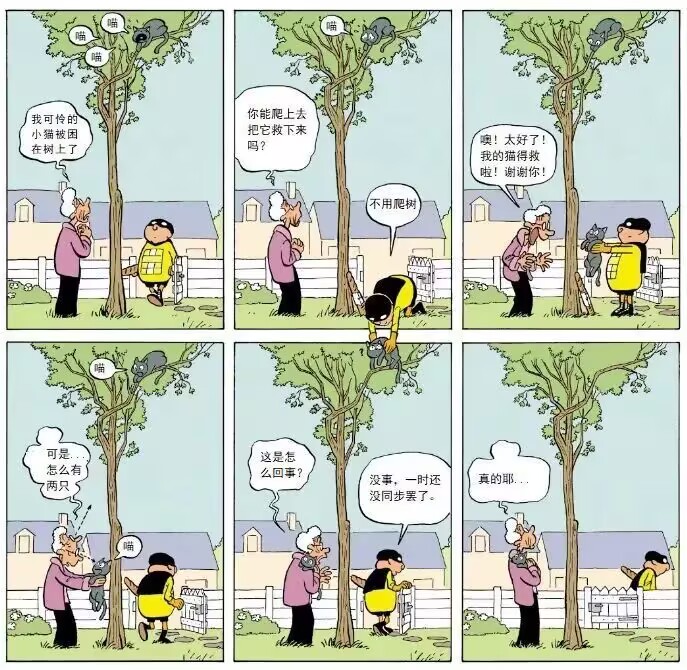 喵
喵
喵
我可怜的
小猫被困
在树上了
喵
你能爬上去
把它救下来
吗？
不用爬树
噢！太好了！
我的猫得救
啦！谢谢你！
喵
可是...
怎么有
两只
喵
这是怎
么回事？
没事，一时还
没同步罢了。
真的耶...